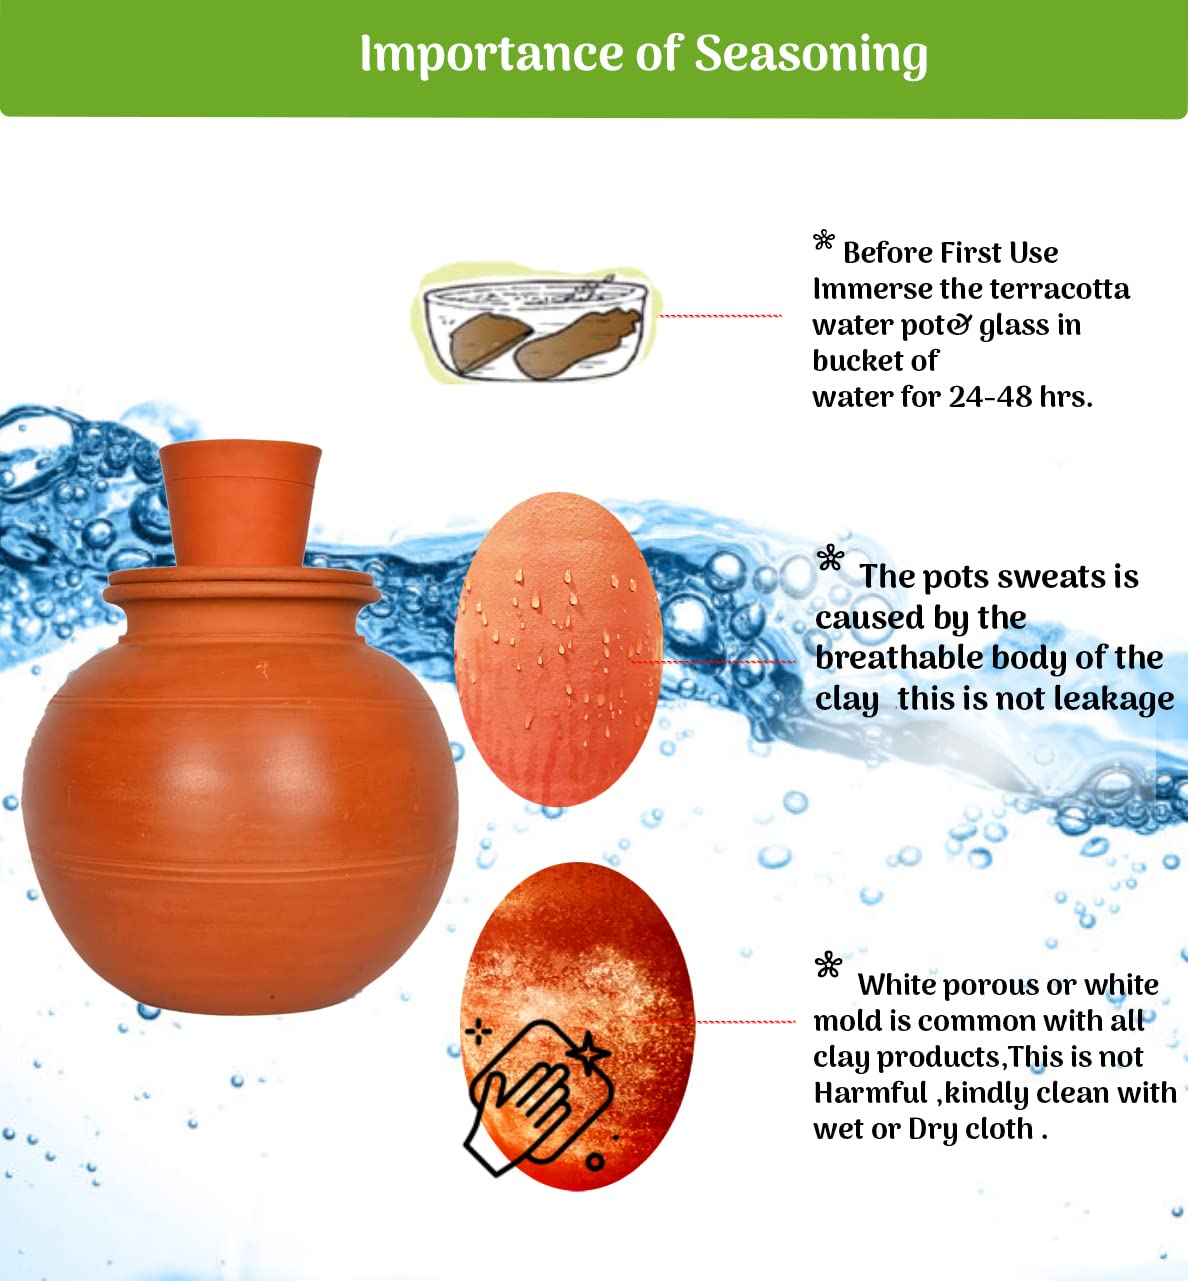 Importance of Seasoning
* Before First Use
Immerse the terracotta
water pot& glass in
bucket of
water for 24-48 hrs.
* The pots sweats is
caused by the
breathable body of the
clay this is not leakage
* White porous or white
mold is common with all
clay products,This is not
Harmful ,kindly clean with
wet or Dry cloth .